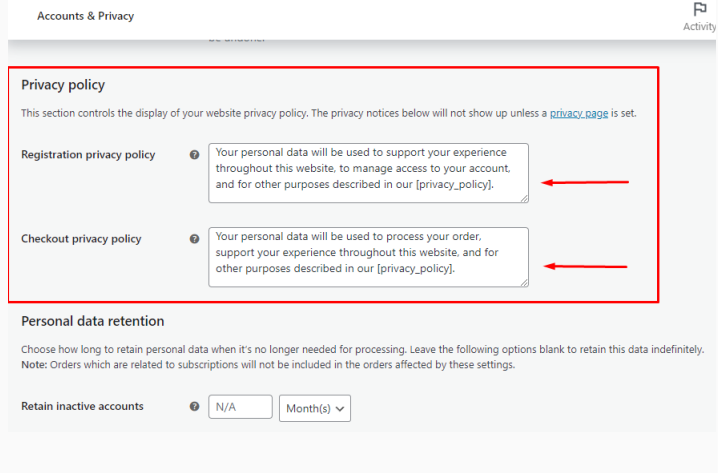 Accounts & Privacy
Activity
be undone.
Privacy policy
This section controls the display of your website privacy policy. The privacy notices below will not show up unless a privacy page is set.
Registration privacy policy
Your personal data will be used to support your experience
throughout this website, to manage access to your account,
and for other purposes described in our [privacy_policy].
Checkout privacy policy
Your personal data will be used to process your order,
support your experience throughout this website, and for
other purposes described in our [privacy_policy].
Personal data retention
Choose how long to retain personal data when it's no longer needed for processing. Leave the following options blank to retain this data indefinitely.
Note: Orders which are related to subscriptions will not be included in the orders affected by these settings.
Retain inactive accounts
N/A
Month(s)